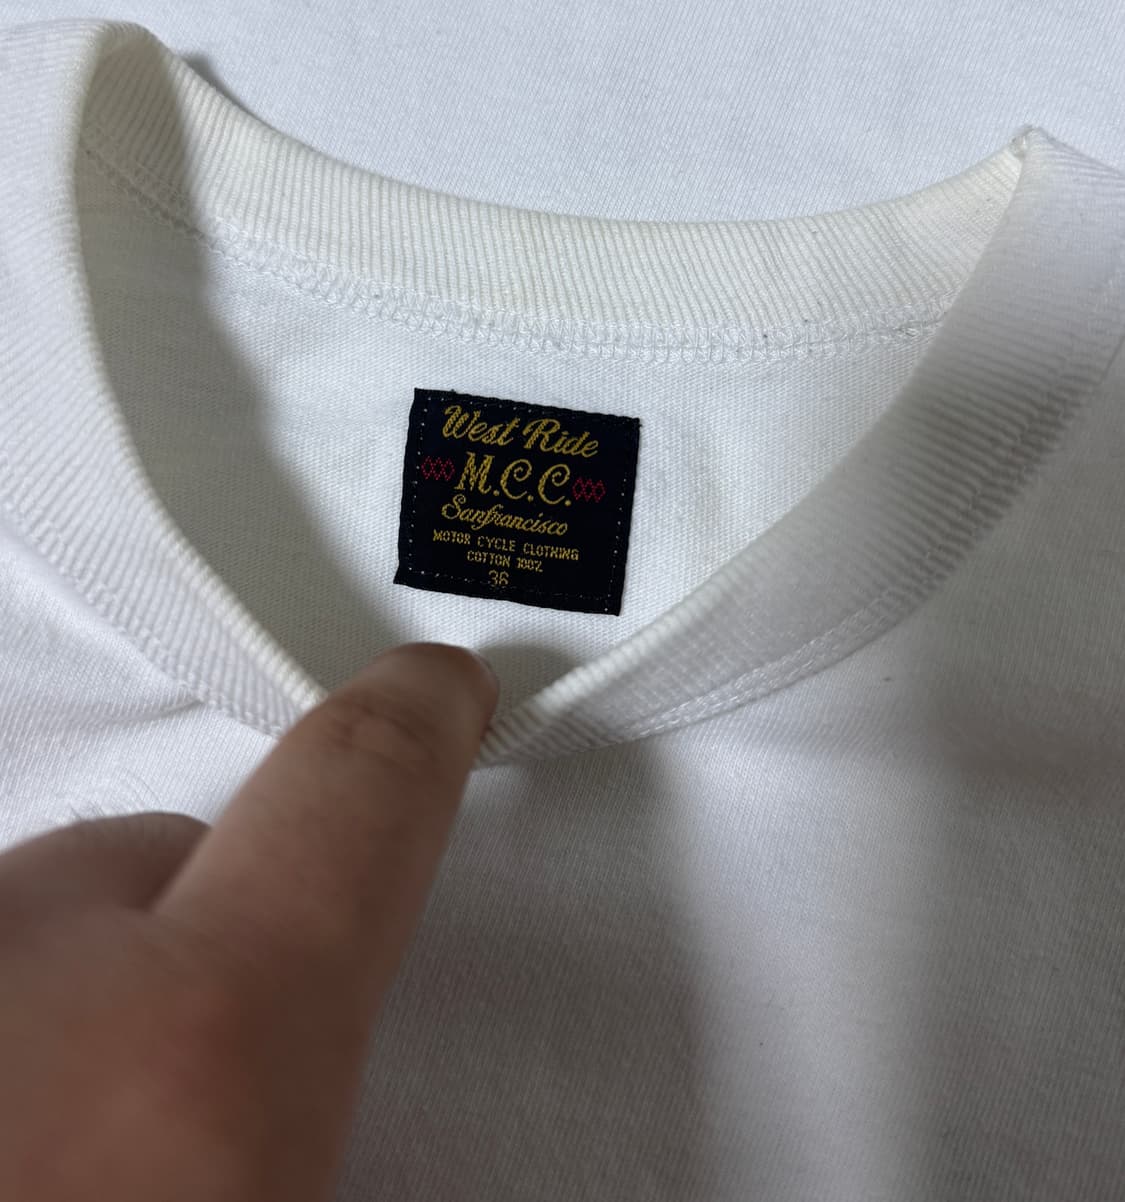 West Ride
M.C.C.
Sanfrancisco
MOTOR CYCLE CLOTHING
COTTON 100%
36